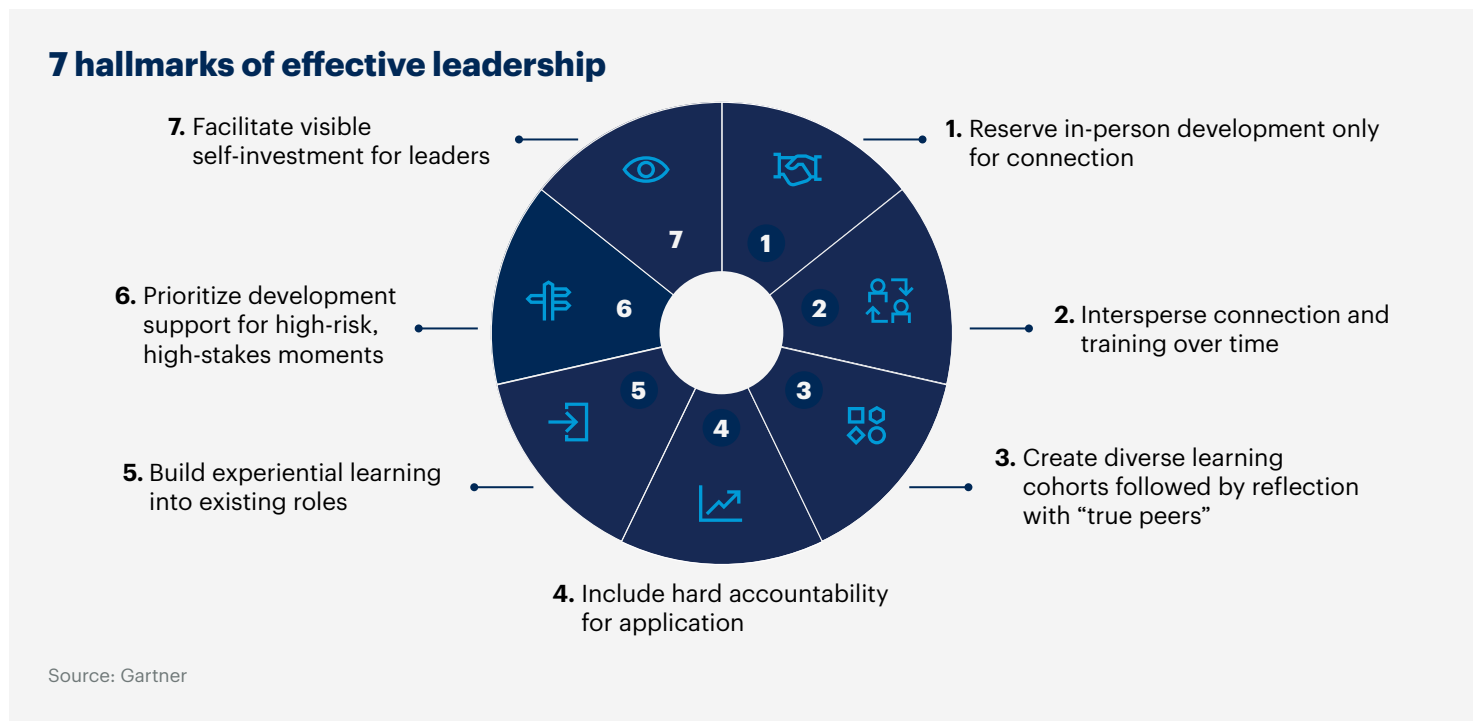 7 hallmarks of effective leadership
1. Reserve in-person development only
for connection
2. Intersperse connection and
training over time
3. Create diverse learning
cohorts followed by reflection
with “true peers”
4. Include hard accountability
for application
5. Build experiential learning
into existing roles
6. Prioritize development
support for high-risk,
high-stakes moments
7. Facilitate visible
self-investment for leaders
1
2
3
4
5
6
7
Source: Gartner